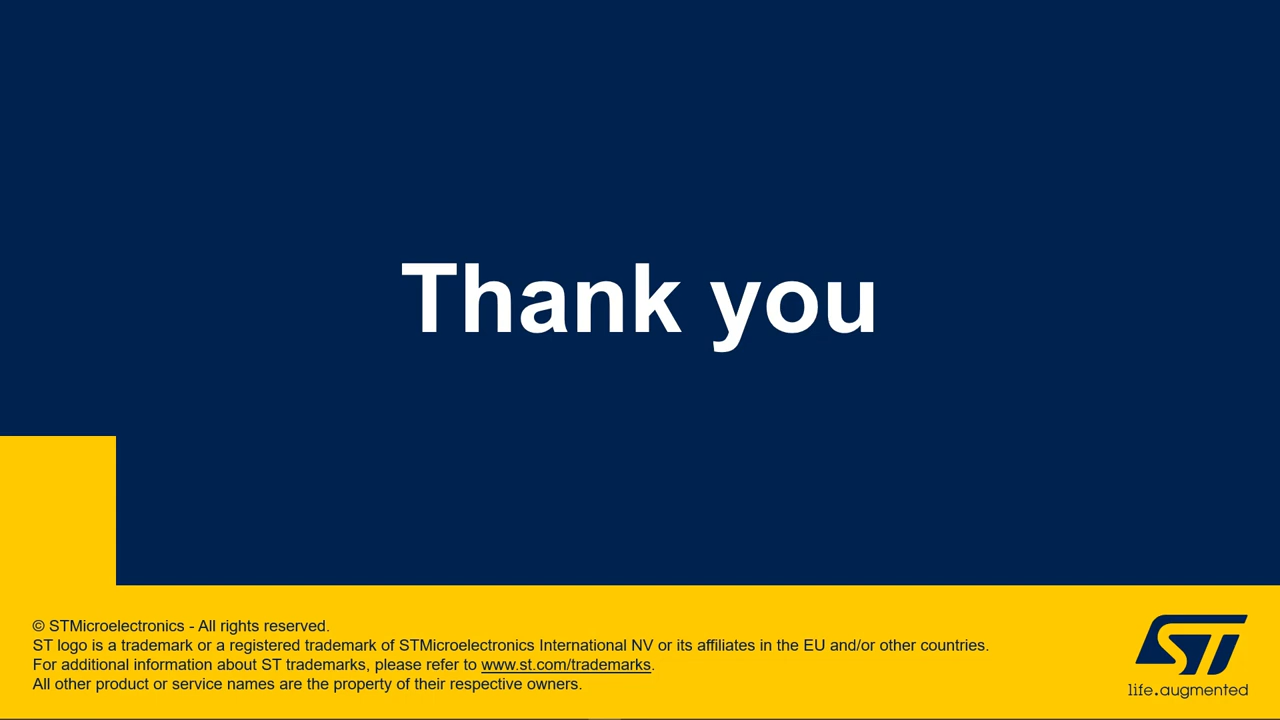 Thank you
© STMicroelectronics - All rights reserved.
ST logo is a trademark or a registered trademark of STMicroelectronics International NV or its affiliates in the EU and/or other countries.
For additional information about ST trademarks, please refer to www.st.com/trademarks.
All other product or service names are the property of their respective owners.
ST
life.augmented